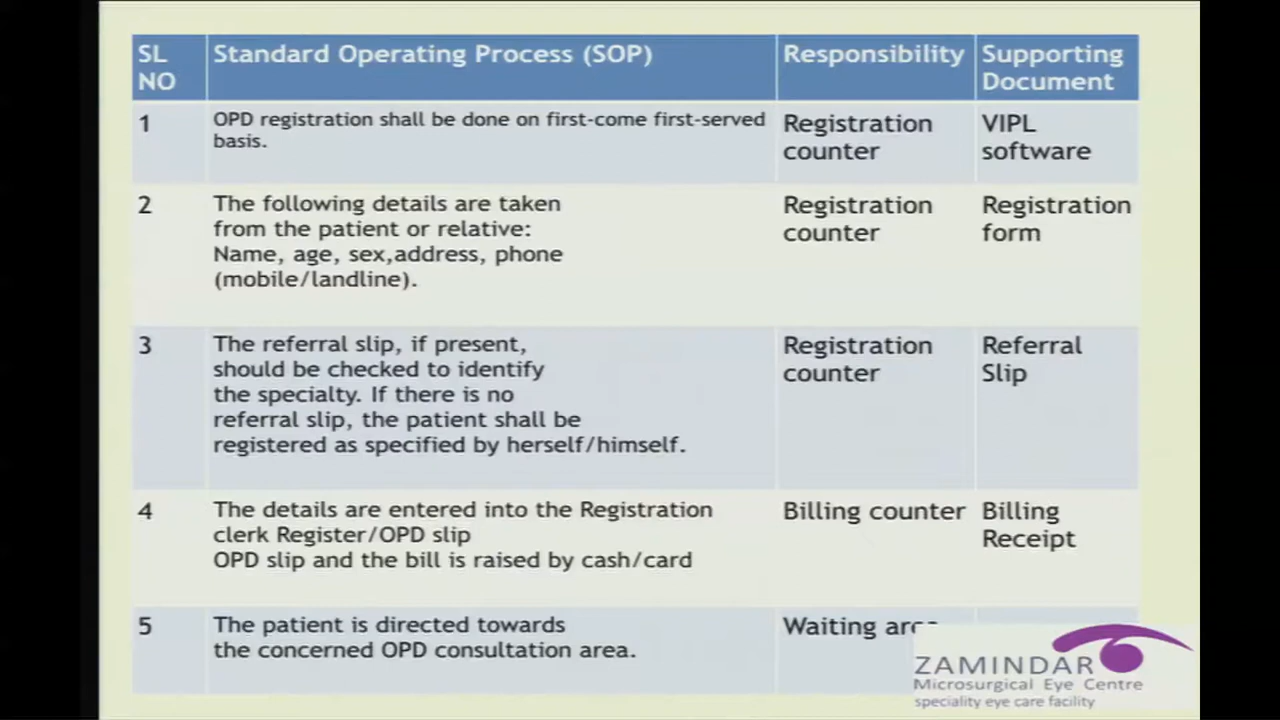 SL NO
Standard Operating Process (SOP)
Responsibility
Supporting Document
1
OPD registration shall be done on first-come first-served
basis.
Registration
counter
VIPL
software
2
The following details are taken
from the patient or relative:
Name, age, sex,address, phone
(mobile/landline).
Registration
counter
Registration
form
3
The referral slip, if present,
should be checked to identify
the specialty. If there is no
referral slip, the patient shall be
registered as specified by herself/himself.
Registration
counter
Referral
Slip
4
The details are entered into the Registration
clerk Register/OPD slip
OPD slip and the bill is raised by cash/card
Billing counter
Billing
Receipt
5
The patient is directed towards
the concerned OPD consultation area.
Waiting area
ZAMINDAR
Microsurgical Eye Centre
speciality eye care facility